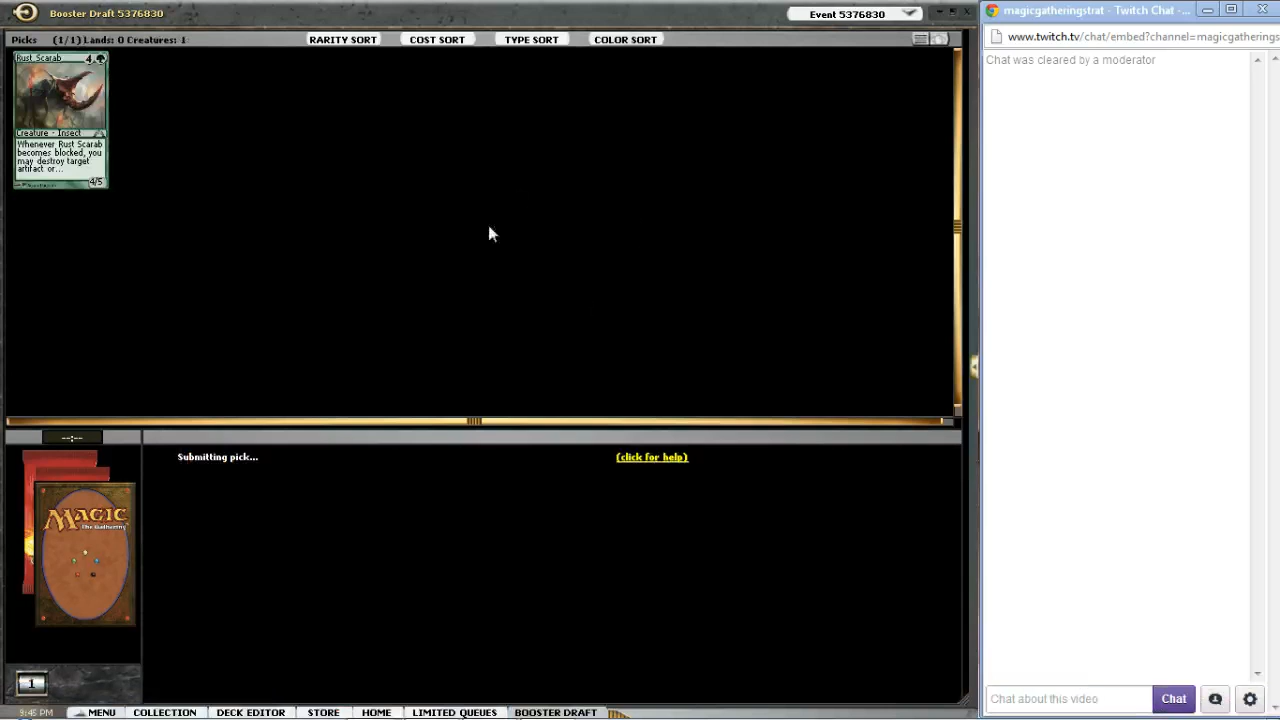 Booster Draft 5376830
Event 5376830
Picks (1/1) Lands: 0 Creatures: 1
RARITY SORT
COST SORT
TYPE SORT
COLOR SORT
Rust Scarab 4
Creature - Insect
Whenever Rust Scarab
becomes blocked, you
may destroy target
artifact or...
4/5
--:--
Submitting pick...
(click for help)
MAGIC
The Gathering
1
9:45 PM
MENU
COLLECTION
DECK EDITOR
STORE
HOME
LIMITED QUEUES
BOOSTER DRAFT
magicgatheringstrat - Twitch Chat -...
www.twitch.tv/chat/embed?channel=magicgatherings
Chat was cleared by a moderator
Chat about this video
Chat